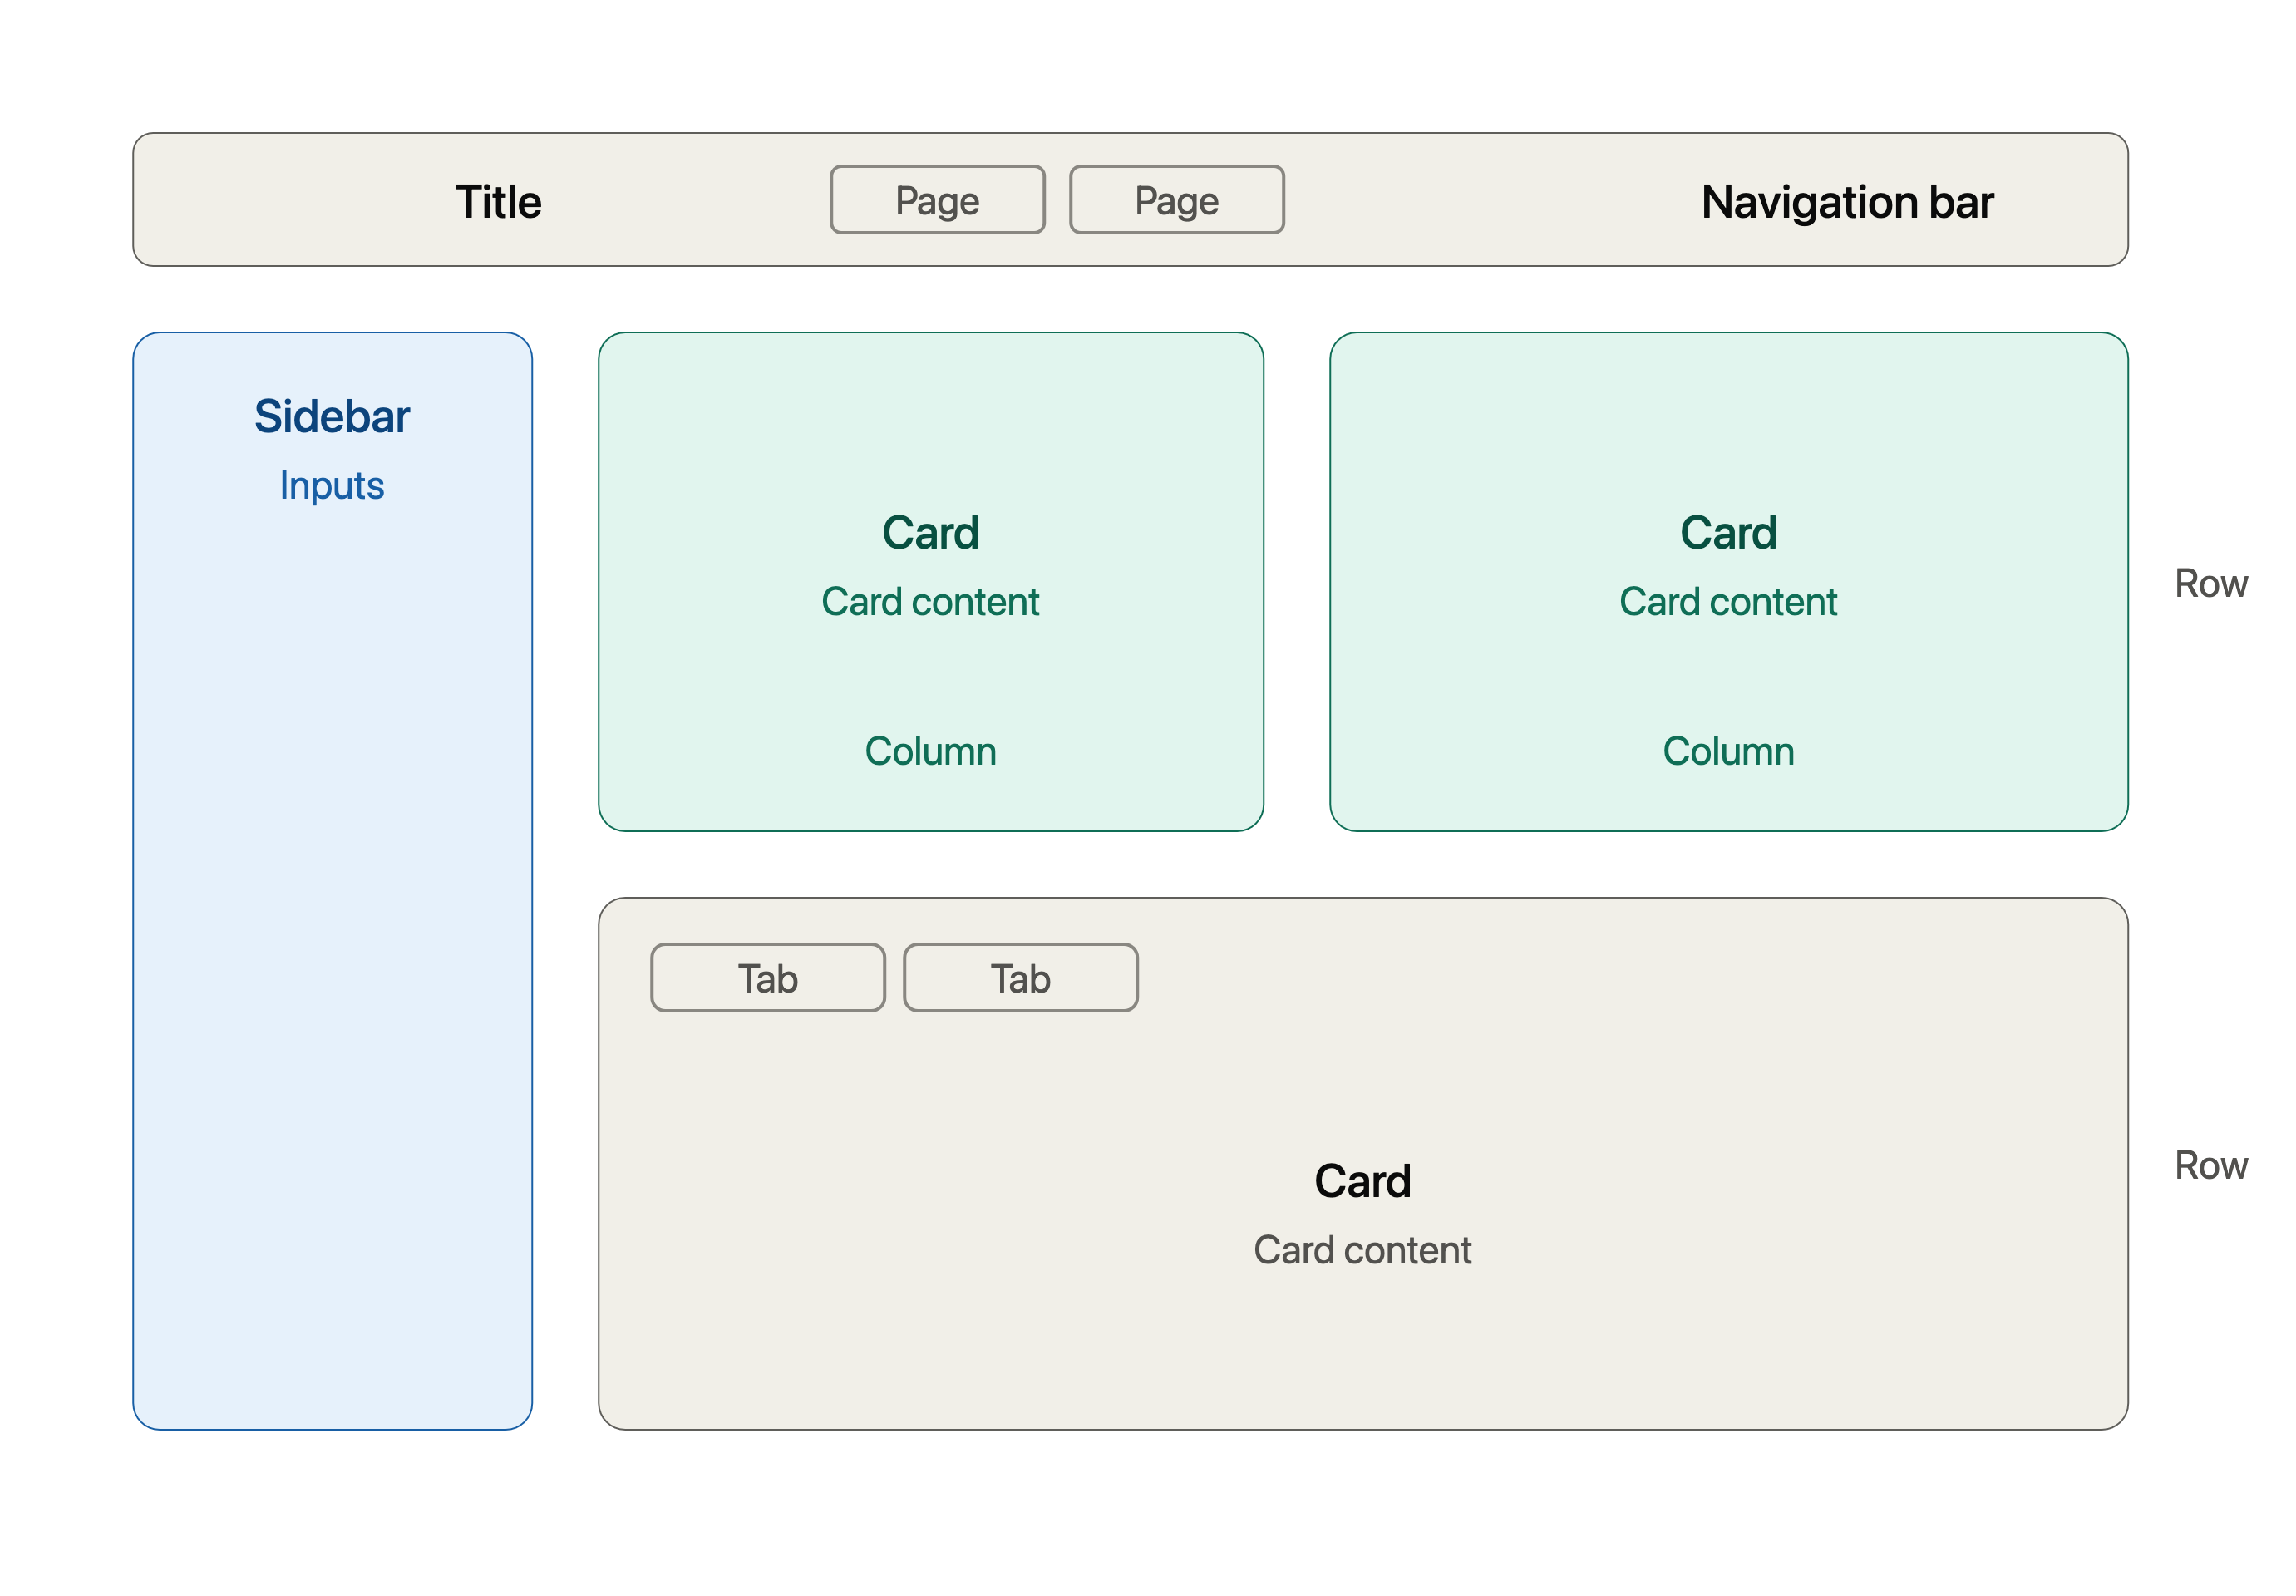 Title
Page
Page
Navigation bar
Sidebar
Inputs
Card
Card content
Column
Card
Card content
Column
Row
Tab
Tab
Card
Card content
Row